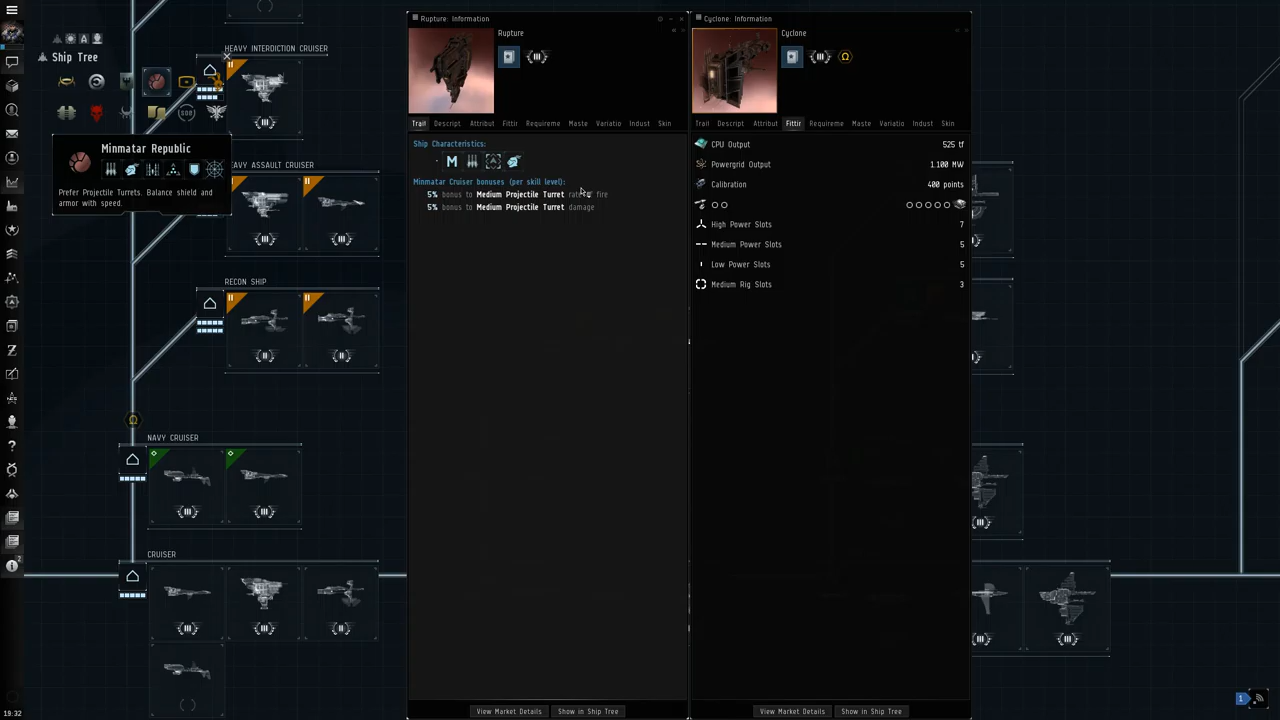 Ship Tree
Minmatar Republic
Prefer Projectile Turrets. Balance shield and
armor with speed.
HEAVY INTERDICTION CRUISER
HEAVY ASSAULT CRUISER
RECON SHIP
NAVY CRUISER
CRUISER
19:32
Rupture: Information
Rupture
Trait Descript Attribut Fittir Requireme Maste Variatio Indust Skin
Ship Characteristics:
M
Minmatar Cruiser bonuses (per skill level):
5% bonus to Medium Projectile Turret rate of fire
5% bonus to Medium Projectile Turret damage
View Market Details Show in Ship Tree
Cyclone: Information
Cyclone
Trait Descript Attribut Fittir Requireme Maste Variatio Indust Skin
CPU Output 525 tf
Powergrid Output 1.100 MW
Calibration 400 points
High Power Slots 7
Medium Power Slots 5
Low Power Slots 5
Medium Rig Slots 3
View Market Details Show in Ship Tree
1